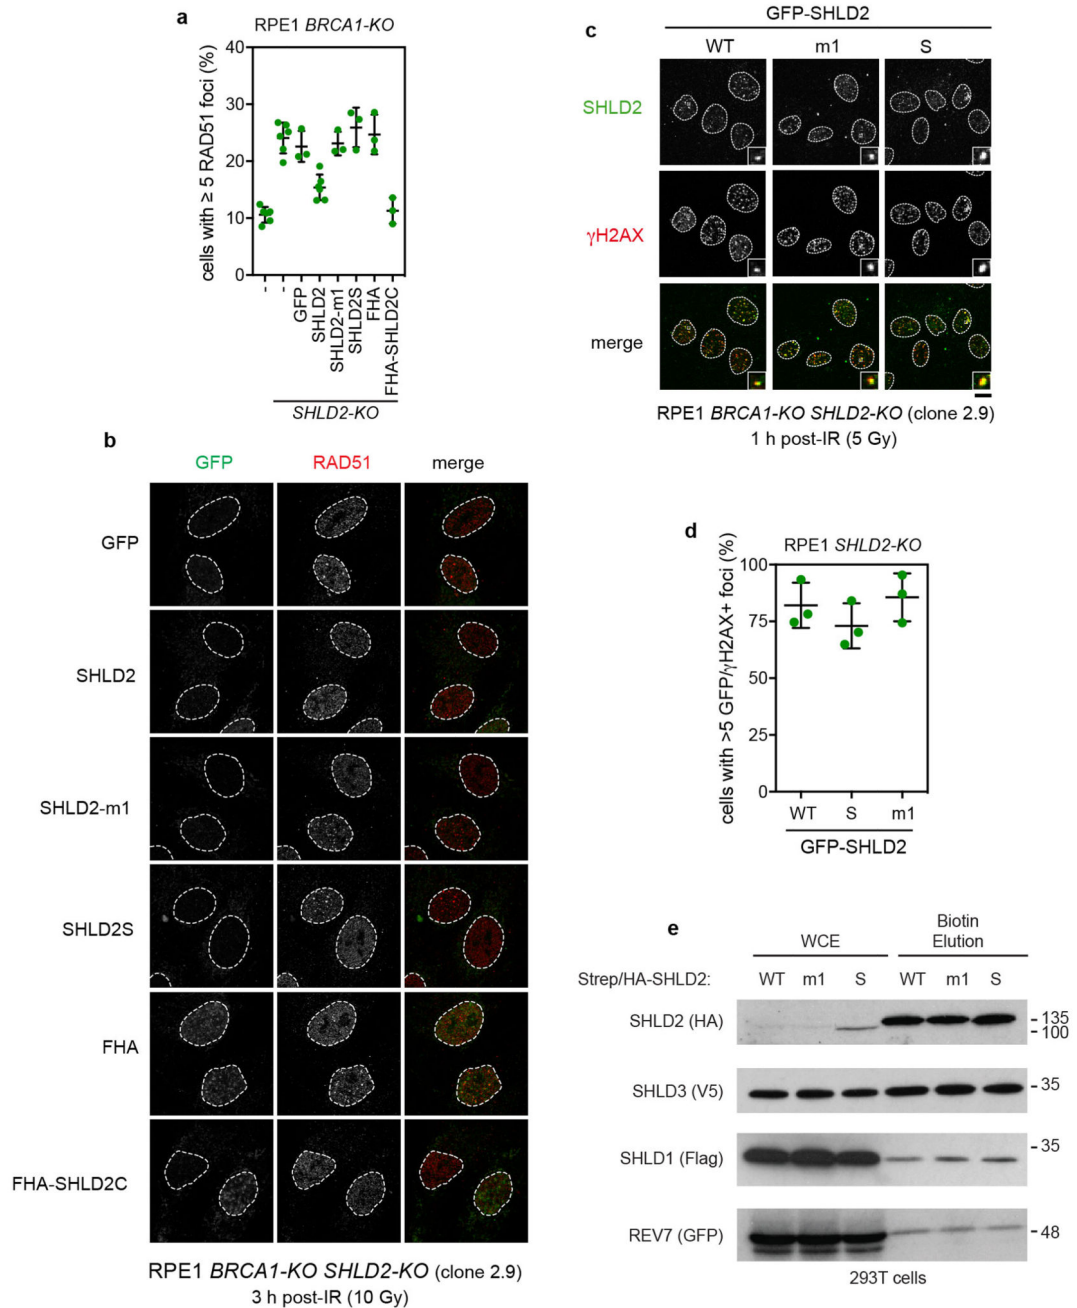 a
RPE1 BRCA1-KO
cells with ≥ 5 RAD51 foci (%)
40
30
20
10
0
-
-
GFP
SHLD2
SHLD2-m1
SHLD2S
FHA
FHA-SHLD2C
SHLD2-KO
b
GFP RAD51 merge
GFP
SHLD2
SHLD2-m1
SHLD2S
FHA
FHA-SHLD2C
RPE1 BRCA1-KO SHLD2-KO (clone 2.9)
3 h post-IR (10 Gy)
c
GFP-SHLD2
WT m1 S
SHLD2
γH2AX
merge
RPE1 BRCA1-KO SHLD2-KO (clone 2.9)
1 h post-IR (5 Gy)
d
RPE1 SHLD2-KO
cells with >5 GFP/γH2AX+ foci (%)
100
75
50
25
0
WT S m1
GFP-SHLD2
e
WCE
Biotin
Elution
Strep/HA-SHLD2: WT m1 S WT m1 S
SHLD2 (HA) - 135
- 100
SHLD3 (V5) - 35
SHLD1 (Flag) - 35
REV7 (GFP) - 48
293T cells